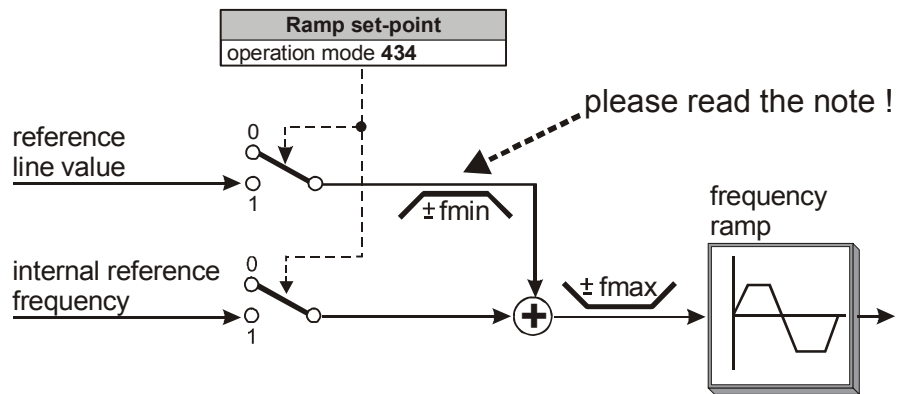 Ramp set-point
operation mode 434
please read the note !
reference
line value
0
1
± fmin
frequency
ramp
internal reference
frequency
0
1
± fmax
+